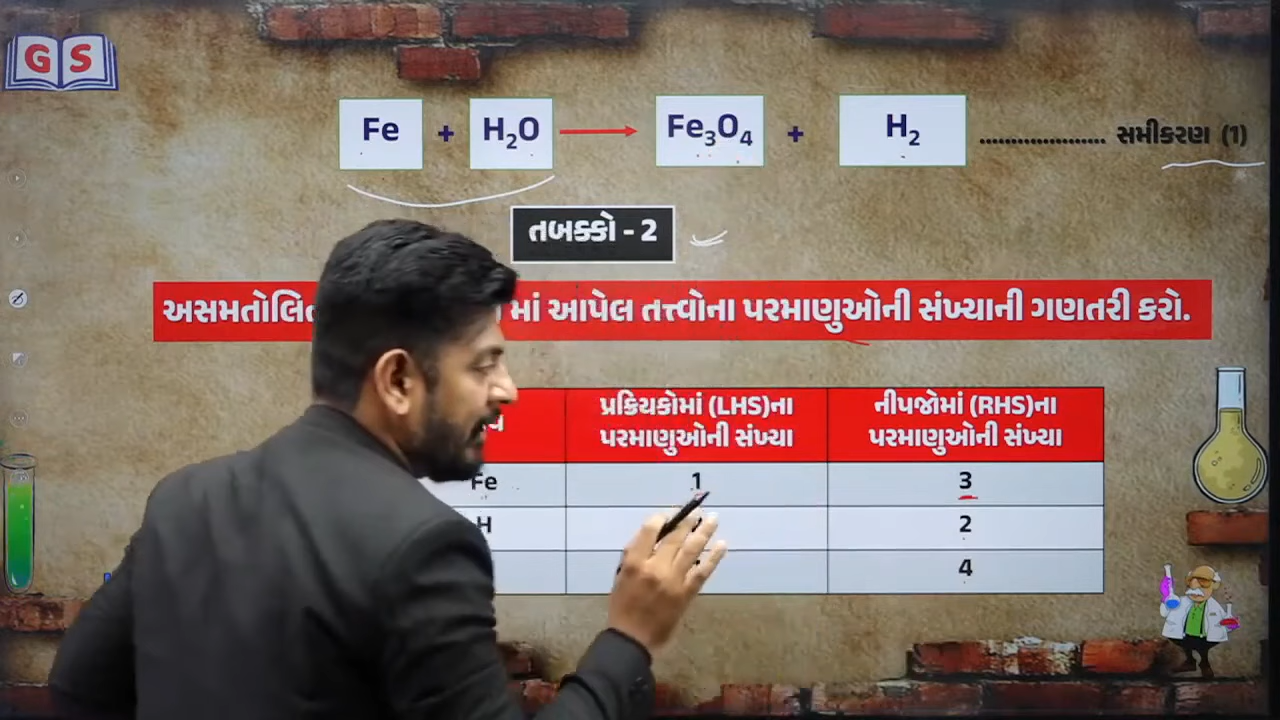 GS
Fe + H₂O → Fe₃O₄ + H₂ .................... સમીકરણ (1)
તબક્કો - 2
અસમતોલિત માં આપેલ તત્ત્વોના પરમાણુઓની સંખ્યાની ગણતરી કરો.
પ્રક્રિયકોમાં (LHS)ના નીપજોમાં (RHS)ના
પરમાણુઓની સંખ્યા પરમાણુઓની સંખ્યા
Fe 1 3
H 2
4